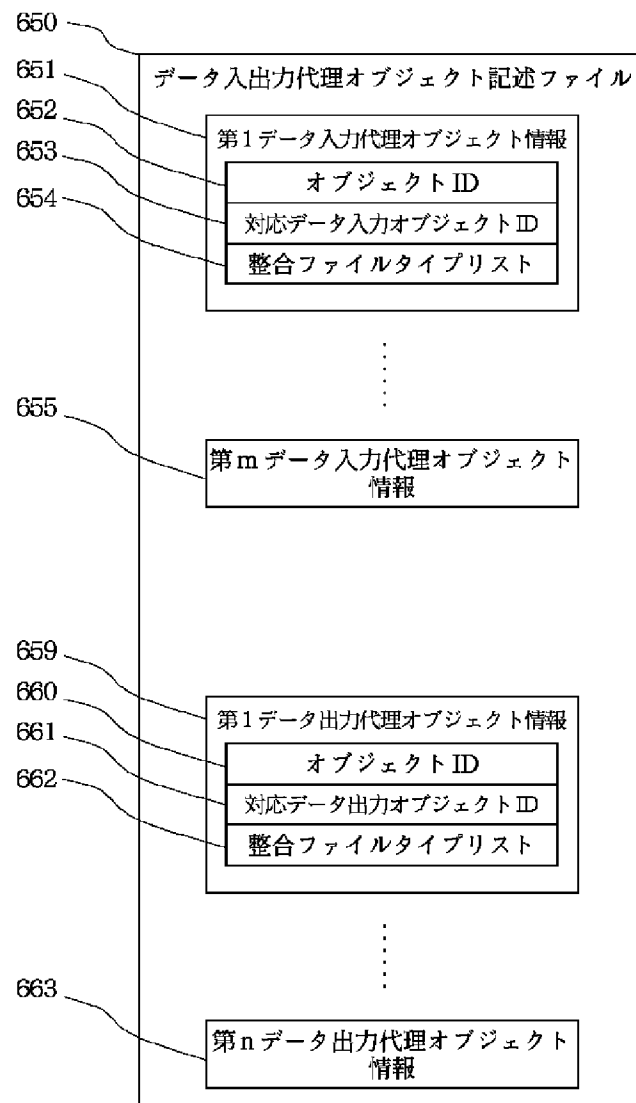 650
651
652
653
654
データ入出力代理オブジェクト記述ファイル
第1データ入力代理オブジェクト情報
オブジェクトID
対応データ入力オブジェクトID
整合ファイルタイプリスト
655
第mデータ入力代理オブジェクト
情報
659
660
661
662
第1データ出力代理オブジェクト情報
オブジェクトID
対応データ出力オブジェクトID
整合ファイルタイプリスト
663
第nデータ出力代理オブジェクト
情報